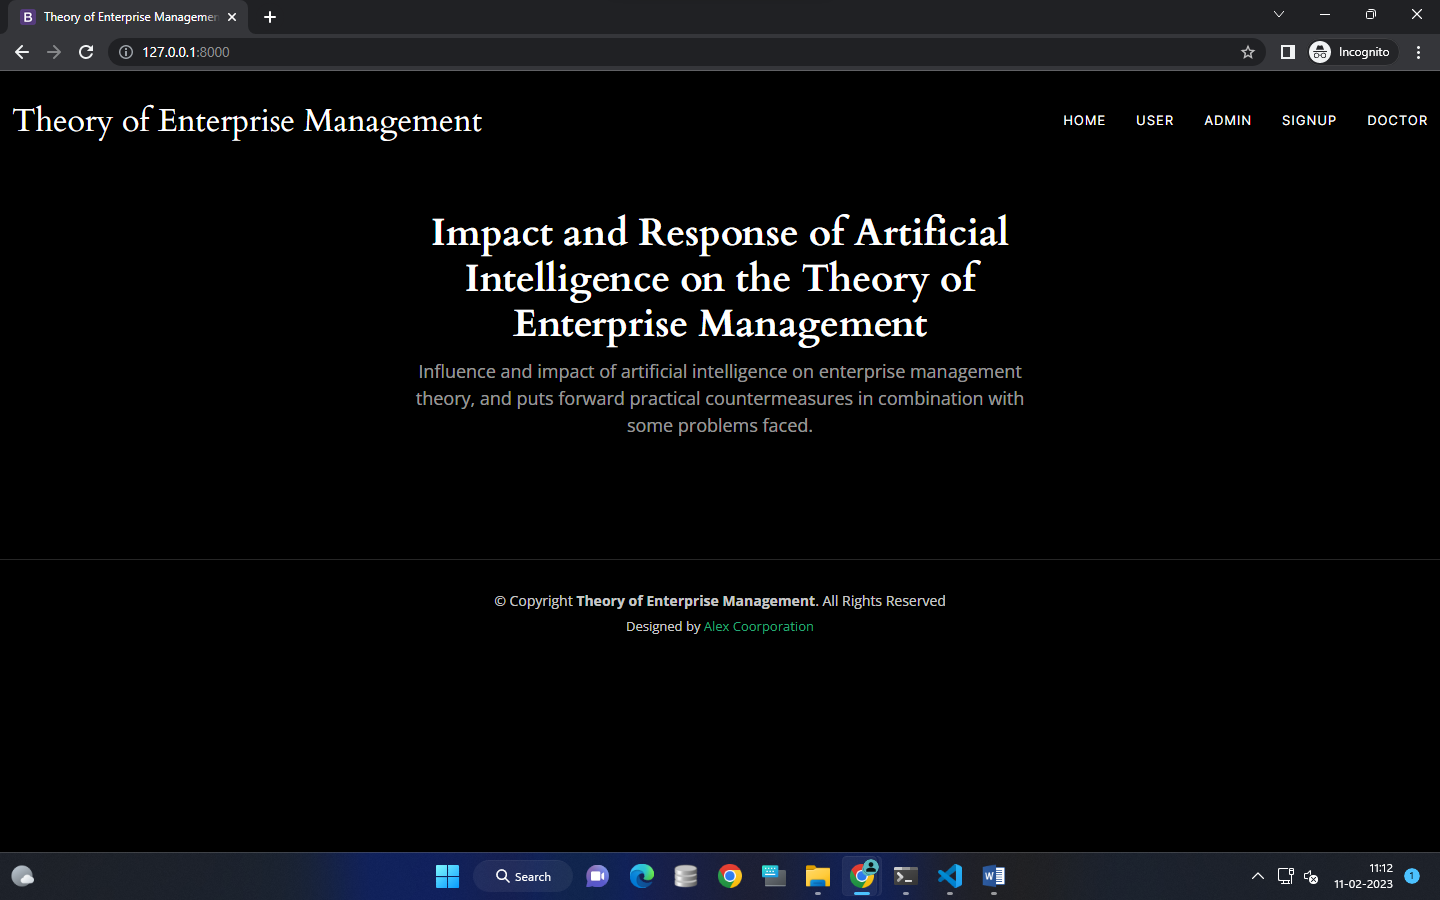 B Theory of Enterprise Managemen
127.0.0.1:8000
Incognito
Theory of Enterprise Management
HOME USER ADMIN SIGNUP DOCTOR
Impact and Response of Artificial
Intelligence on the Theory of
Enterprise Management
Influence and impact of artificial intelligence on enterprise management
theory, and puts forward practical countermeasures in combination with
some problems faced.
© Copyright Theory of Enterprise Management. All Rights Reserved
Designed by Alex Coorporation
Search
W
11:12
11-02-2023
1